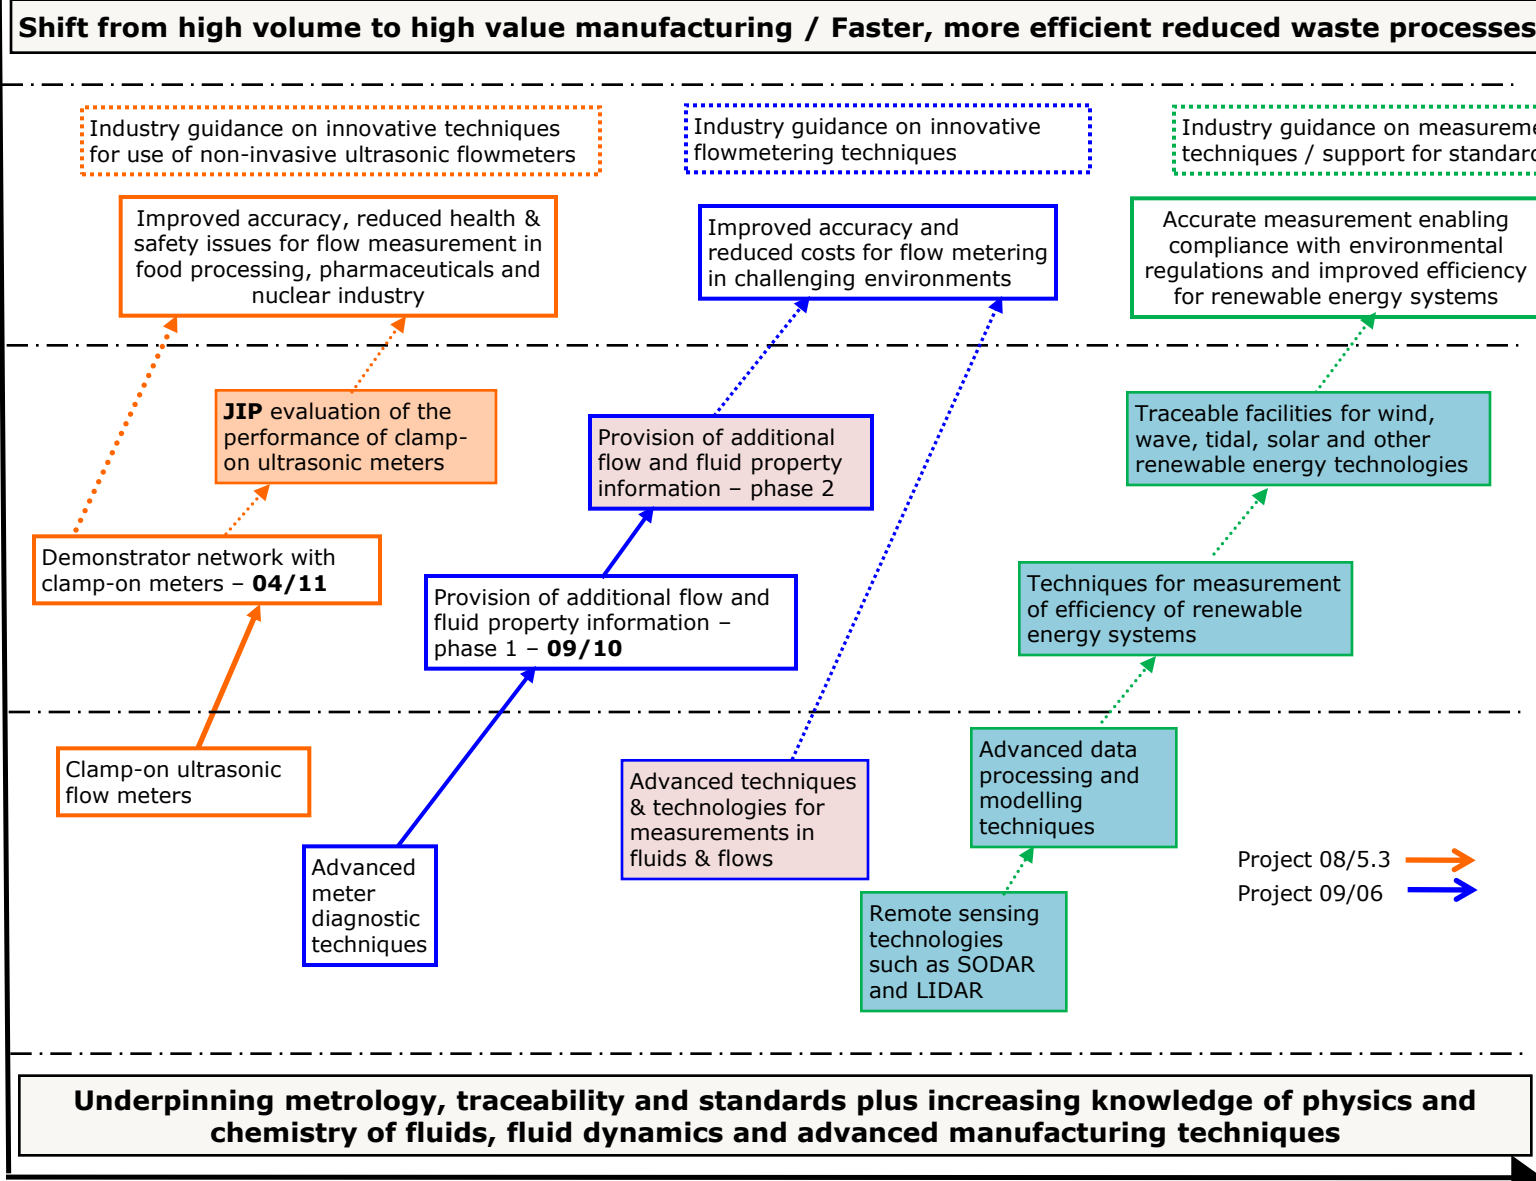 Shift from high volume to high value manufacturing / Faster, more efficient reduced waste processes
Industry guidance on innovative techniques
for use of non-invasive ultrasonic flowmeters
Industry guidance on innovative
flowmetering techniques
Industry guidance on
techniques / support for
Improved accuracy, reduced health &
safety issues for flow measurement in
food processing, pharmaceuticals and
nuclear industry
Improved accuracy and
reduced costs for flow metering
in challenging environments
Accurate measurement enabling
compliance with environmental
regulations and improved efficiency
for renewable energy systems
JIP evaluation of the
performance of clamp-
on ultrasonic meters
Provision of additional
flow and fluid property
information – phase 2
Traceable facilities for wind,
wave, tidal, solar and other
renewable energy technologies
Demonstrator network with
clamp-on meters – 04/11
Provision of additional flow and
fluid property information –
phase 1 – 09/10
Techniques for measurement
of efficiency of renewable
energy systems
Clamp-on ultrasonic
flow meters
Advanced
meter
diagnostic
techniques
Advanced techniques
& technologies for
measurements in
fluids & flows
Advanced data
processing and
modelling
techniques
Remote sensing
technologies
such as SODAR
and LIDAR
Project 08/5.3
Project 09/06
Underpinning metrology, traceability and standards plus increasing knowledge of physics and
chemistry of fluids, fluid dynamics and advanced manufacturing techniques